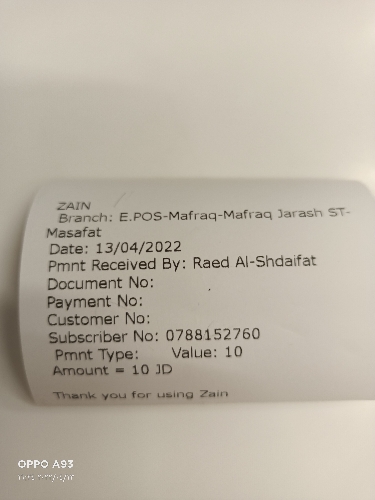 ZAIN
Branch: E.POS-Mafraq-Mafraq Jarash ST-
Masafat
Date: 13/04/2022
Pmnt Received By: Raed Al-Shdaifat
Document No:
Payment No:
Customer No:
Subscriber No: 0788152760
Pmnt Type: Value: 10
Amount = 10 JD
Thank you for using Zain
OPPO A93